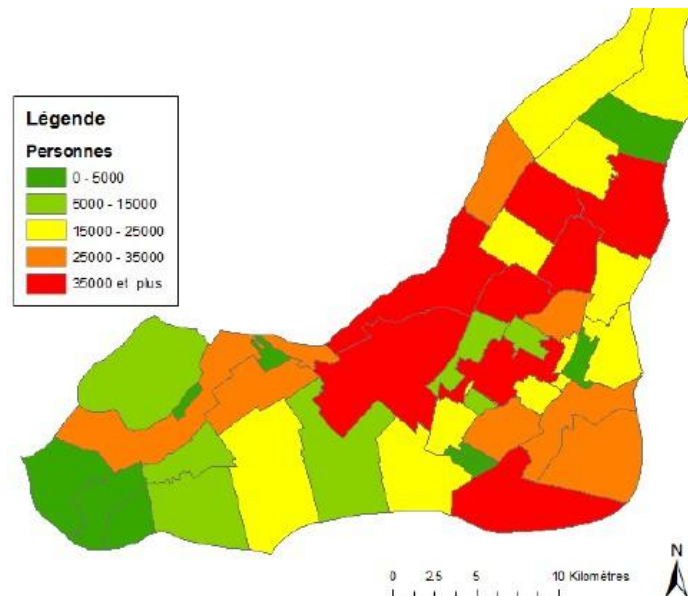 Légende
Personnes
0 - 5000
5000 - 15000
15000 - 25000
25000 - 35000
35000 et plus
N
0 2.5 5 10 Kilomètres